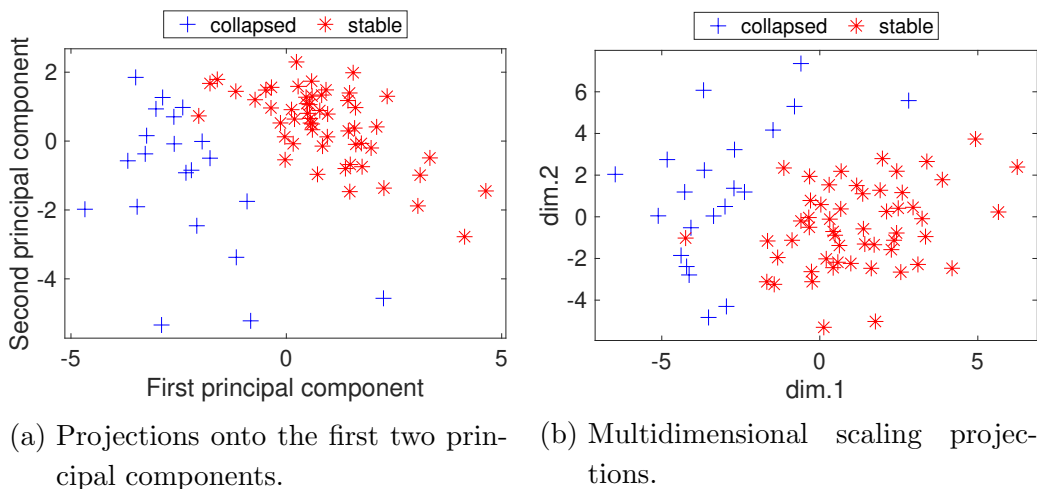 collapsed stable
2
0
-2
-4
-5 0 5
Second principal component
First principal component
(a) Projections onto the first two prin-
cipal components.
collapsed stable
6
4
2
0
-2
-4
-5 0 5
dim.2
dim.1
(b) Multidimensional scaling projec-
tions.